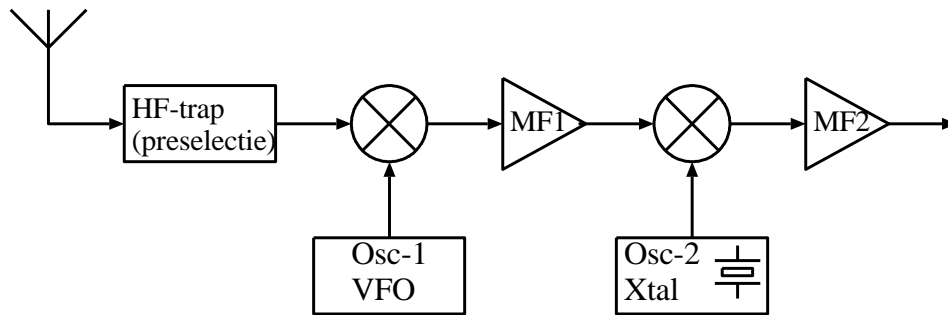 HF-trap
(preselectie)
MF1
MF2
Osc-1
VFO
Osc-2
Xtal